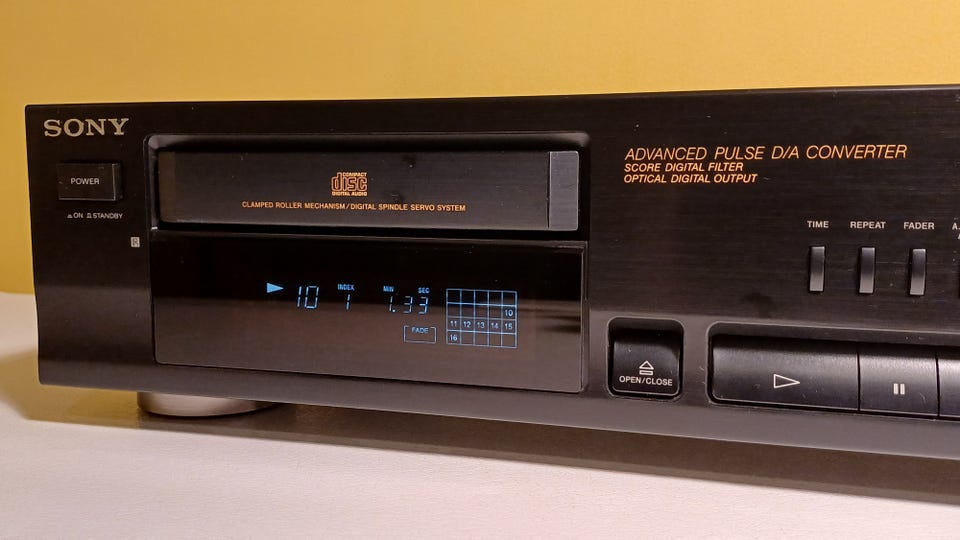 SONY
POWER
ON STANDBY
R
COMPACT
disc
DIGITAL AUDIO
CLAMPED ROLLER MECHANISM/DIGITAL SPINDLE SERVO SYSTEM
INDEX MIN SEC
10 1 1.33
FADE
10
11 12 13 14 15
16
ADVANCED PULSE D/A CONVERTER
SCORE DIGITAL FILTER
OPTICAL DIGITAL OUTPUT
TIME REPEAT FADER
OPEN/CLOSE